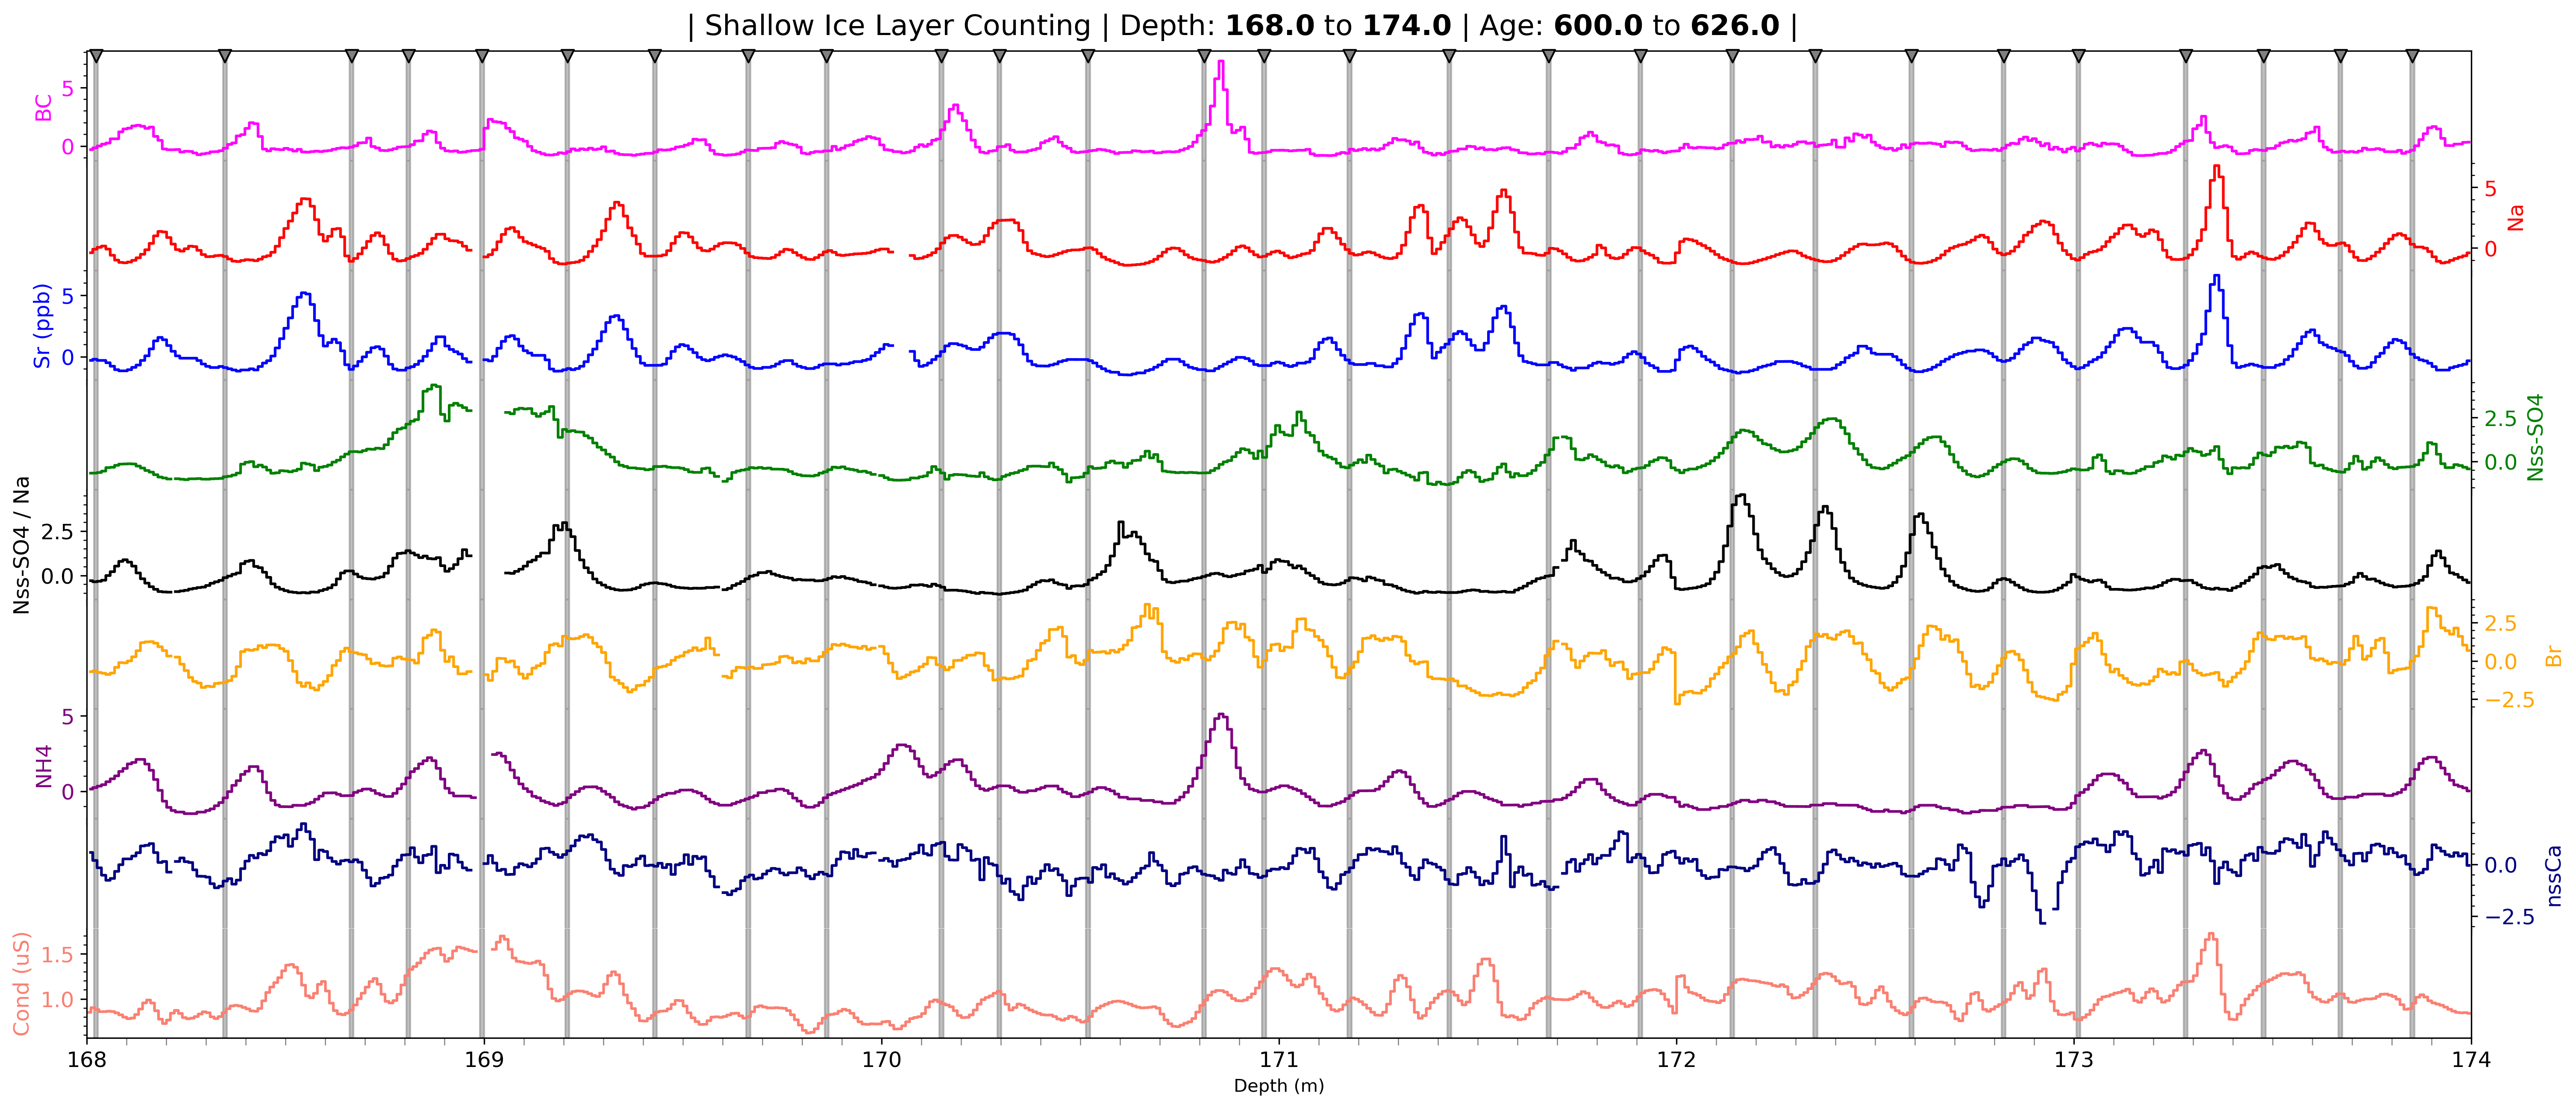 | Shallow Ice Layer Counting | Depth: 168.0 to 174.0 | Age: 600.0 to 626.0 |
BC
5
0
Na
5
0
Sr (ppb)
5
0
Nss-SO4
2.5
0.0
Nss-SO4 / Na
2.5
0.0
Br
2.5
0.0
−2.5
NH4
5
0
nssCa
0.0
−2.5
Cond (uS)
1.5
1.0
168 169 170 171 172 173 174
Depth (m)